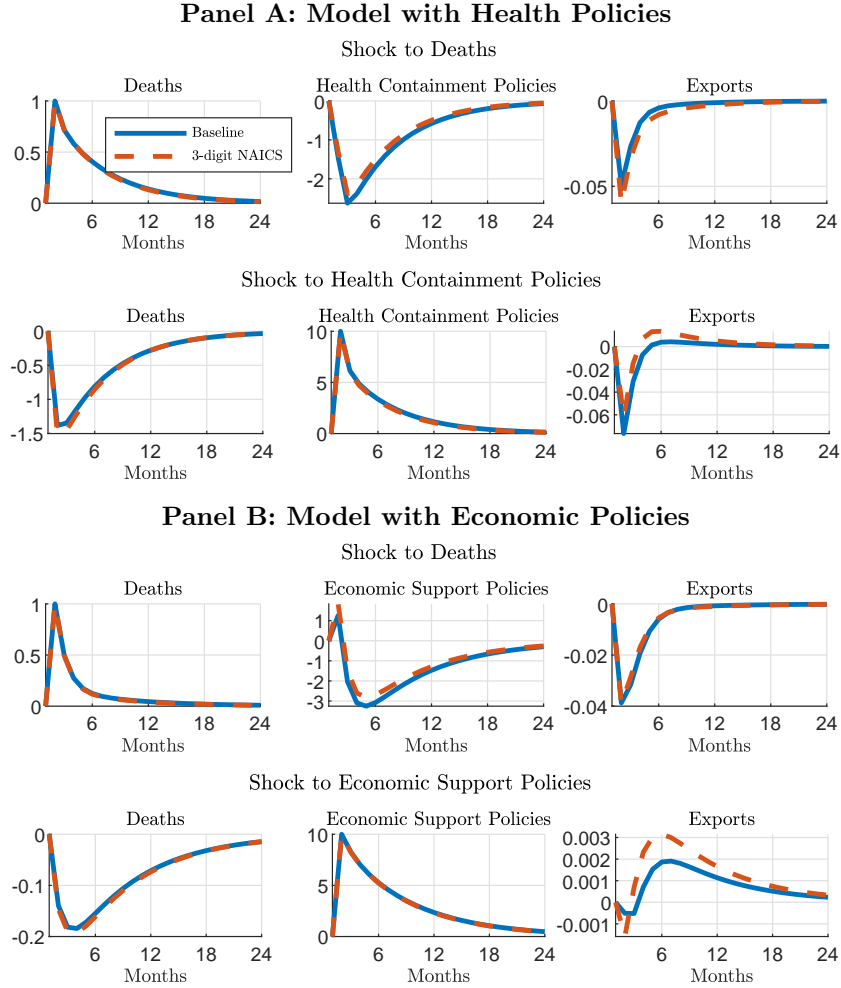 Panel A: Model with Health Policies
Shock to Deaths
Deaths Health Containment Policies Exports
1 0.5 0 6 12 18 24 Months
Baseline
3-digit NAICS
0 -1 -2 6 12 18 24 Months
0 -0.05 6 12 18 24 Months
Shock to Health Containment Policies
Deaths Health Containment Policies Exports
0 -0.5 -1 -1.5 6 12 18 24 Months
10 5 0 6 12 18 24 Months
0 -0.02 -0.04 -0.06 6 12 18 24 Months
Panel B: Model with Economic Policies
Shock to Deaths
Deaths Economic Support Policies Exports
1 0.5 0 6 12 18 24 Months
1 0 -1 -2 -3 6 12 18 24 Months
0 -0.02 -0.04 6 12 18 24 Months
Shock to Economic Support Policies
Deaths Economic Support Policies Exports
0 -0.1 -0.2 6 12 18 24 Months
10 5 0 6 12 18 24 Months
0.003 0.002 0.001 0 -0.001 6 12 18 24 Months